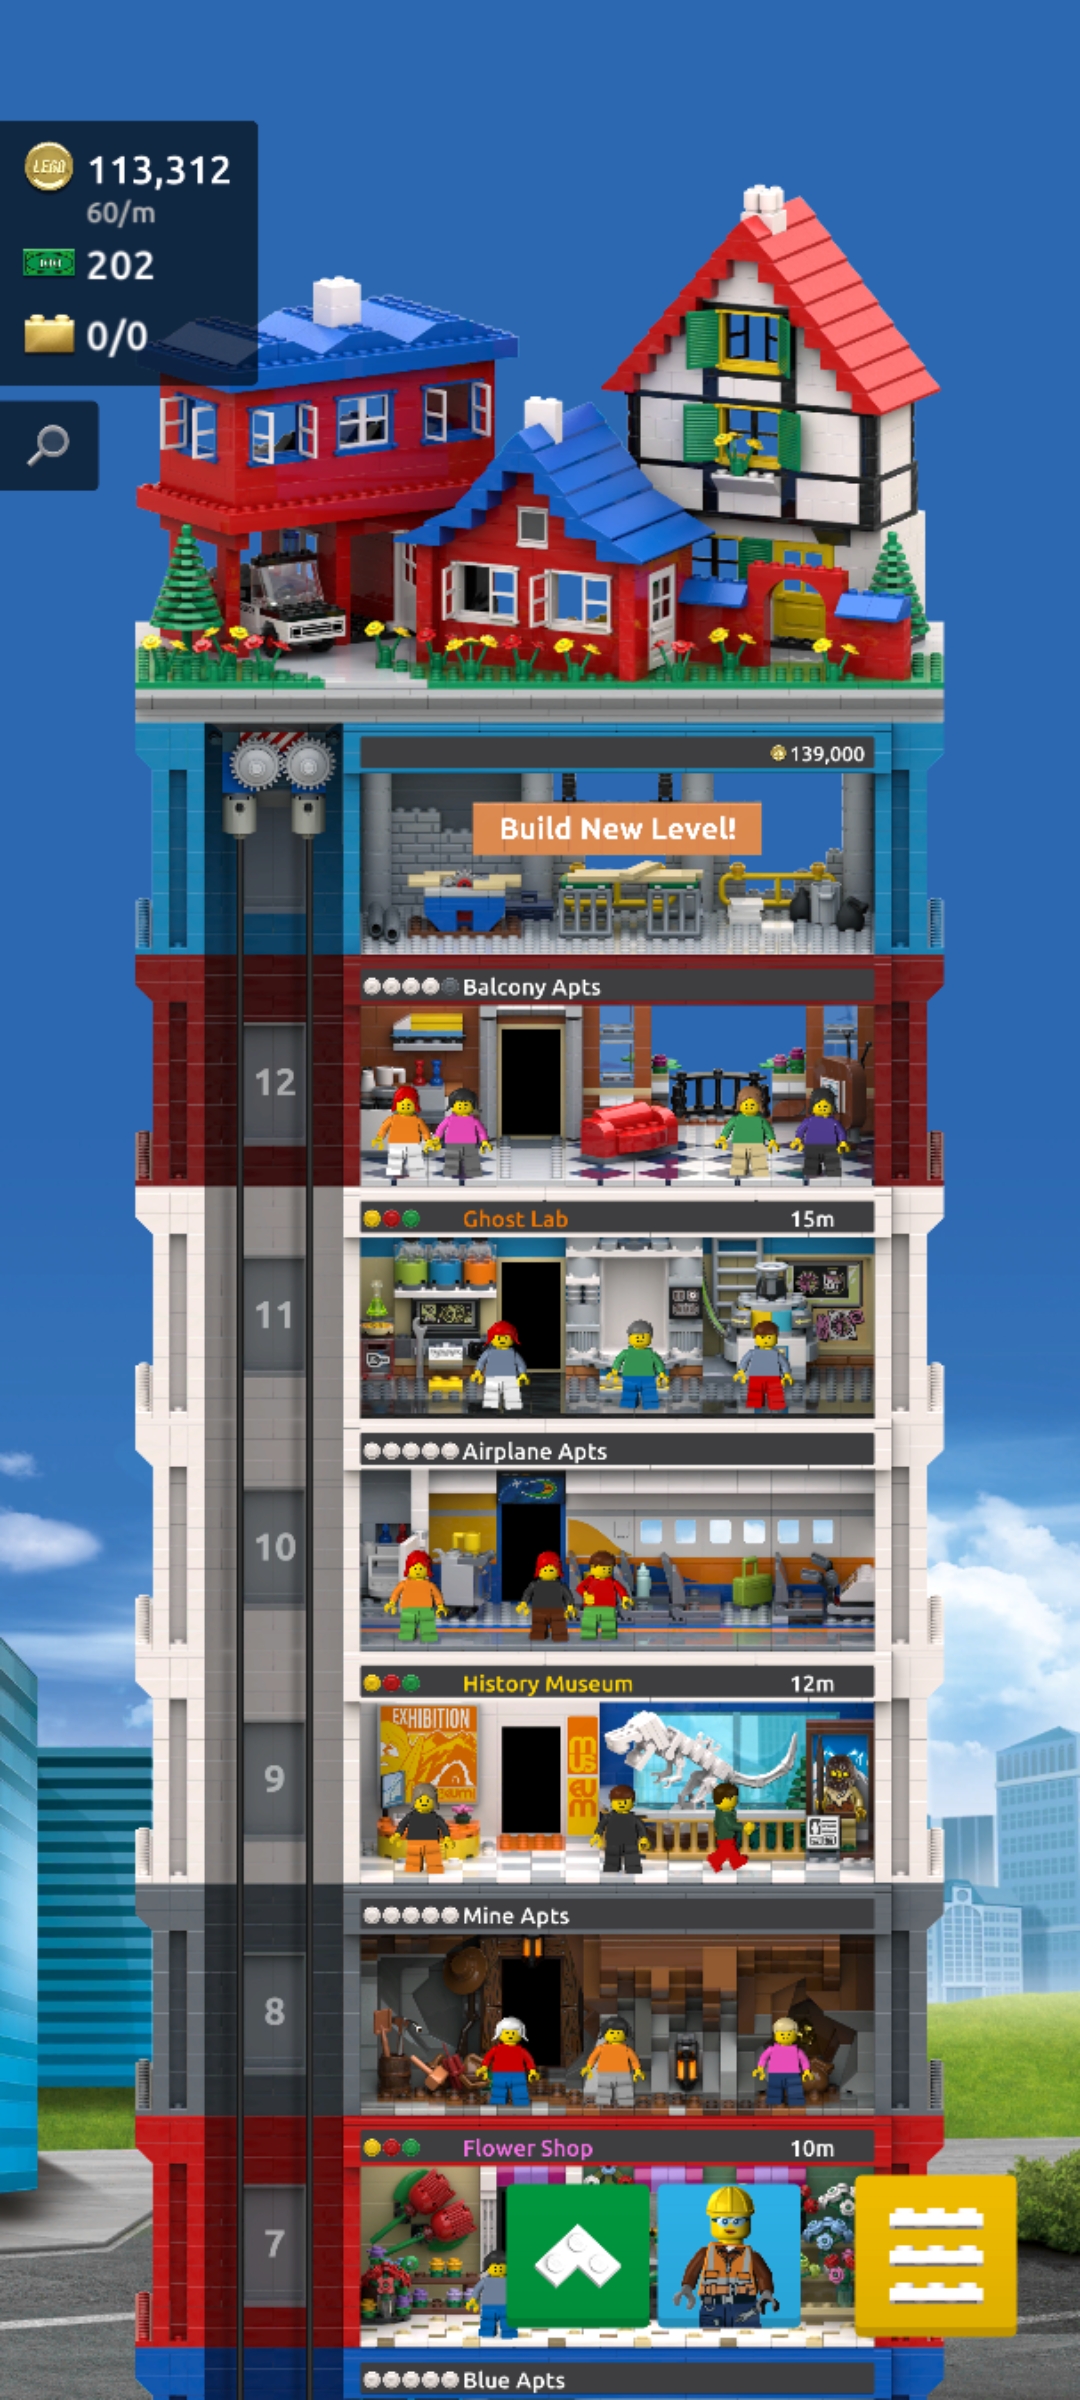 LEGO 113,312
60/m
202
0/0
139,000
Build New Level!
Balcony Apts
12
Ghost Lab 15m
11
Airplane Apts
10
History Museum 12m
EXHIBITION
museum
9
Mine Apts
8
Flower Shop 10m
7
Blue Apts